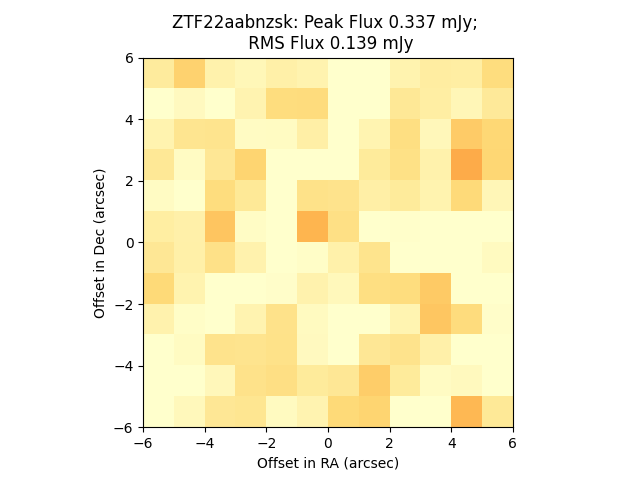 ZTF22aabnzsk: Peak Flux 0.337 mJy;
RMS Flux 0.139 mJy
6
4
2
0
−2
−4
−6
Offset in Dec (arcsec)
−6 −4 −2 0 2 4 6
Offset in RA (arcsec)